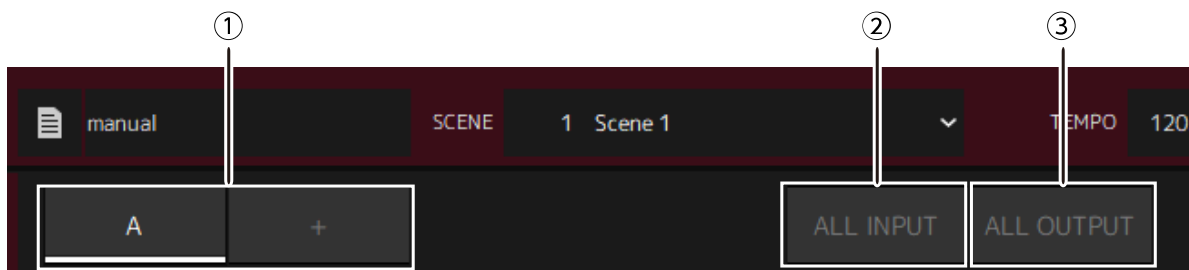 ① ② ③
manual SCENE 1 Scene 1 TEMPO 120
A + ALL INPUT ALL OUTPUT